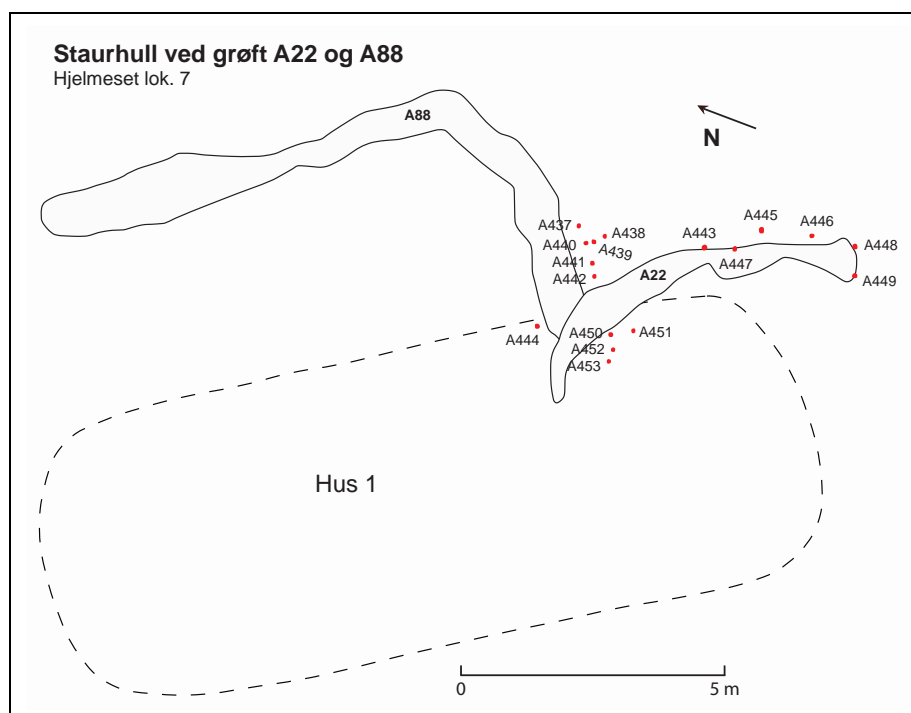 Staurhull ved grøft A22 og A88
Hjelmeset lok. 7
A88
N
A437
A438
A440
A439
A441
A442
A443
A445
A446
A447
A448
A449
A22
A444
A450
A451
A452
A453
Hus 1
0
5 m